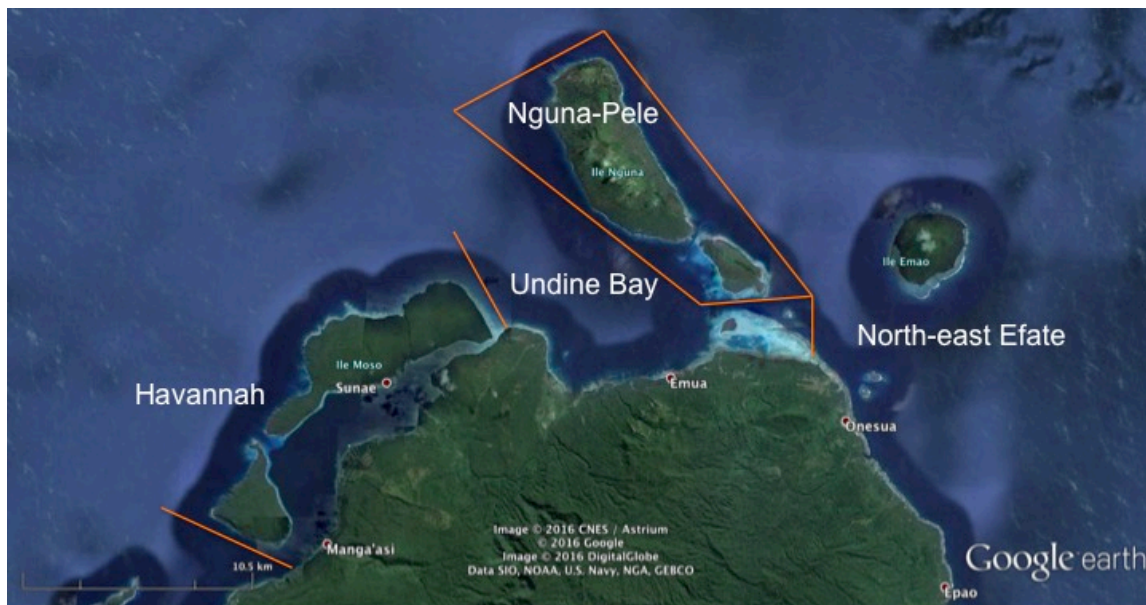 Nguna-Pele
Ile Nguna
Ile Emao
Undine Bay
North-east Efate
Ile Moso
Sunae
Havannah
Emua
Onesua
Manga'asi
Image © 2016 CNES / Astrium
© 2016 Google
Image © 2016 DigitalGlobe
Data SIO, NOAA, U.S. Navy, NGA, GEBCO
10.5 km
Google earth
Epao